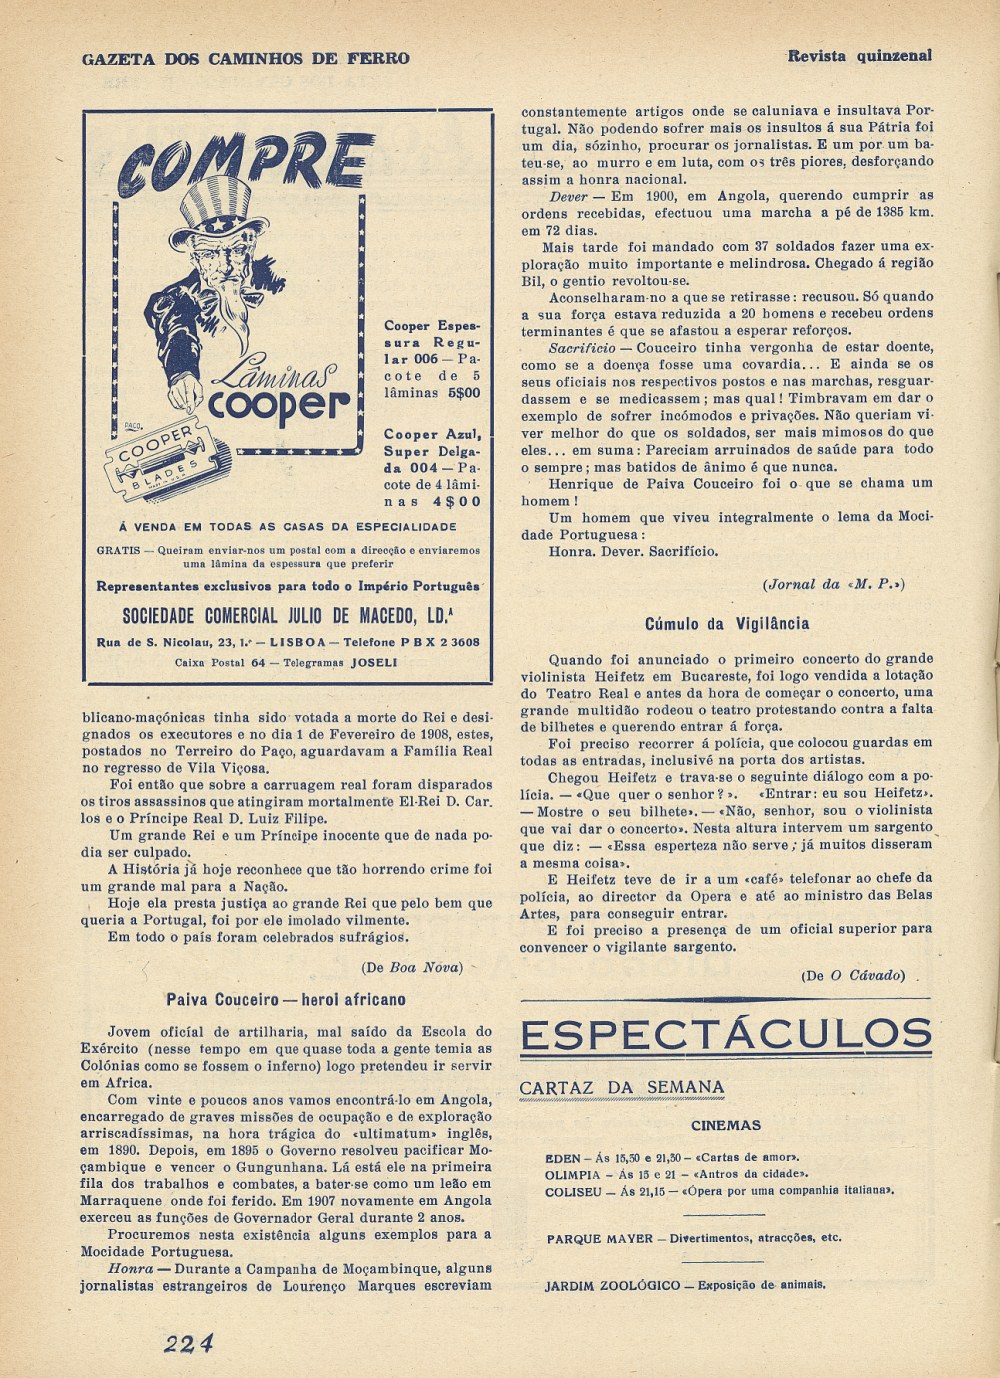 GAZETA DOS CAMINHOS DE FERRO
Revista quinzenal
COMPRE
Lâminas
cooper
PACO.
COOPER
BLADES
MADE IN U.S.A.
Cooper Espes-
sura Regu-
lar 006 — Pa-
cote de 5
lâminas 5$00
Cooper Azul,
Super Delga-
da 004 — Pa-
cote de 4 lâmi-
nas 4$00
Á VENDA EM TODAS AS CASAS DA ESPECIALIDADE
GRATIS — Queiram enviar-nos um postal com a direcção e enviaremos
uma lâmina da espessura que preferir
Representantes exclusivos para todo o Império Português
SOCIEDADE COMERCIAL JULIO DE MACEDO, LD.ᴬ
Rua de S. Nicolau, 23, 1.º — LISBOA — Telefone P B X 2 3608
Caixa Postal 64 — Telegramas JOSELI
blicano-maçónicas tinha sido votada a morte do Rei e desi-
gnados os executores e no dia 1 de Fevereiro de 1908, estes,
postados no Terreiro do Paço, aguardavam a Família Real
no regresso de Vila Viçosa.
Foi então que sobre a carruagem real foram disparados
os tiros assassinos que atingiram mortalmente El-Rei D. Car.
los e o Príncipe Real D. Luiz Filipe.
Um grande Rei e um Príncipe inocente que de nada po-
dia ser culpado.
A História já hoje reconhece que tão horrendo crime foi
um grande mal para a Nação.
Hoje ela presta justiça ao grande Rei que pelo bem que
queria a Portugal, foi por ele imolado vilmente.
Em todo o país foram celebrados sufrágios.
(De Boa Nova)
Paiva Couceiro — heroi africano
Jovem oficíal de artilharia, mal saído da Escola do
Exército (nesse tempo em que quase toda a gente temia as
Colónias como se fossem o inferno) logo pretendeu ir servir
em Africa.
Com vinte e poucos anos vamos encontrá-lo em Angola,
encarregado de graves missões de ocupação e de exploração
arriscadíssimas, na hora trágica do «ultimatum» inglês,
em 1890. Depois, em 1895 o Governo resolveu pacificar Mo-
çambique e vencer o Gungunhana. Lá está ele na primeira
fila dos trabalhos e combates, a bater-se como um leão em
Marraquene onde foi ferido. Em 1907 novamente em Angola
exerceu as funções de Governador Geral durante 2 anos.
Procuremos nesta existência alguns exemplos para a
Mocidade Portuguesa.
Honra — Durante a Campanha de Moçambinque, alguns
jornalistas estrangeiros de Lourenço Marques escreviam
constantemente artigos onde se caluniava e insultava Por-
tugal. Não podendo sofrer mais os insultos á sua Pátria foi
um dia, sózinho, procurar os jornalistas. E um por um ba-
teu-se, ao murro e em luta, com os três piores, desforçando
assim a honra nacional.
Dever — Em 1900, em Angola, querendo cumprir as
ordens recebidas, efectuou uma marcha a pé de 1385 km.
em 72 dias.
Mais tarde foi mandado com 37 soldados fazer uma ex-
ploração muito importante e melindrosa. Chegado á região
Bil, o gentio revoltou-se.
Aconselharam-no a que se retirasse : recusou. Só quando
a sua força estava reduzida a 20 homens e recebeu ordens
terminantes é que se afastou a esperar reforços.
Sacrificio — Couceiro tinha vergonha de estar doente,
como se a doença fosse uma covardia... E ainda se os
seus oficiais nos respectivos postos e nas marchas, resguar-
dassem e se medicassem ; mas qual ! Timbravam em dar o
exemplo de sofrer incómodos e privações. Não queriam vi-
ver melhor do que os soldados, ser mais mimosos do que
eles... em suma : Pareciam arruinados de saúde para todo
o sempre ; mas batidos de ânimo é que nunca.
Henrique de Paiva Couceiro foi o que se chama um
homem !
Um homem que viveu integralmente o lema da Moci-
dade Portuguesa :
Honra. Dever. Sacrifício.
(Jornal da «M. P.»)
Cúmulo da Vigilância
Quando foi anunciado o primeiro concerto do grande
violinista Heifetz em Bucareste, foi logo vendida a lotação
do Teatro Real e antes da hora de começar o concerto, uma
grande multidão rodeou o teatro protestando contra a falta
de bilhetes e querendo entrar á força.
Foi preciso recorrer á polícia, que colocou guardas em
todas as entradas, inclusivé na porta dos artistas.
Chegou Heifetz e trava-se o seguinte diálogo com a po-
lícia. — «Que quer o senhor ? ». «Entrar: eu sou Heifetz».
— Mostre o seu bilhete». — «Não, senhor, sou o violinista
que vai dar o concerto». Nesta altura intervem um sargento
que diz : — «Essa esperteza não serve ; já muitos disseram
a mesma coisa».
E Heifetz teve de ir a um «café» telefonar ao chefe da
polícia, ao director da Opera e até ao ministro das Belas
Artes, para conseguir entrar.
E foi preciso a presença de um oficial superior para
convencer o vigilante sargento.
(De O Cávado)
ESPECTÁCULOS
CARTAZ DA SEMANA
CINEMAS
EDEN — Ás 15,30 e 21,30 — «Cartas de amor».
OLIMPIA — Ás 15 e 21 — «Antros da cidade».
COLISEU — Ás 21,15 — «Ópera por uma companhia italiana».
PARQUE MAYER — Divertimentos, atracções, etc.
JARDIM ZOOLÓGICO — Exposição de animais.
224